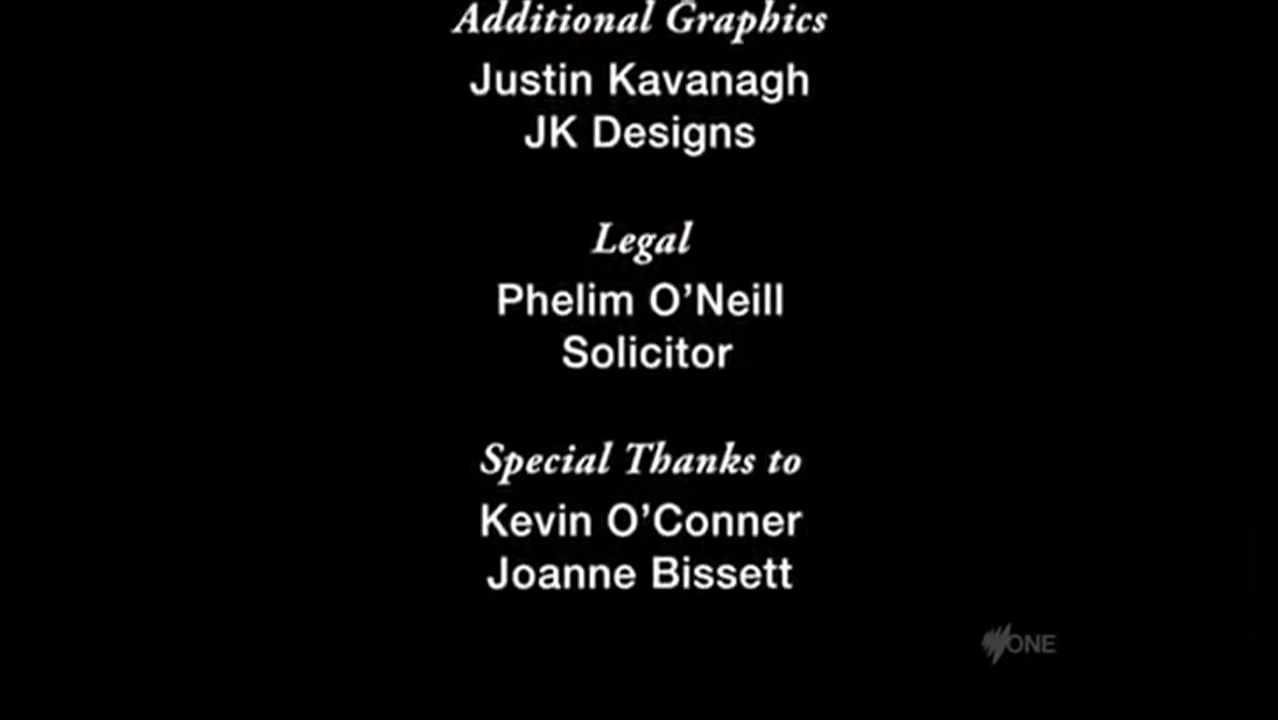 Additional Graphics
Justin Kavanagh
JK Designs
Legal
Phelim O'Neill
Solicitor
Special Thanks to
Kevin O'Conner
Joanne Bissett
ONE